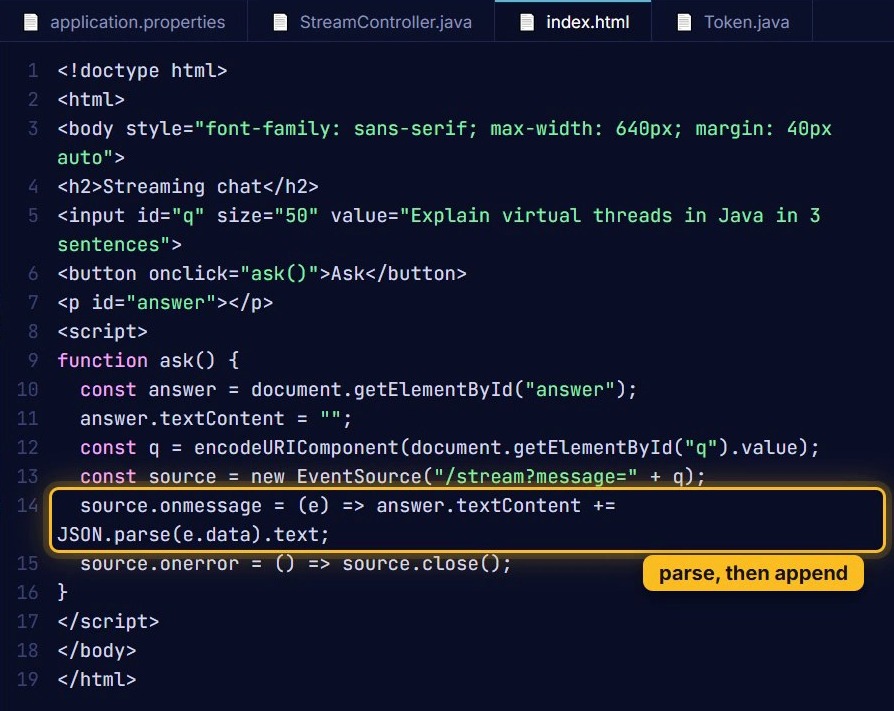 application.properties StreamController.java index.html Token.java
1 <!doctype html>
2 <html>
3 <body style="font-family: sans-serif; max-width: 640px; margin: 40px
auto">
4 <h2>Streaming chat</h2>
5 <input id="q" size="50" value="Explain virtual threads in Java in 3
sentences">
6 <button onclick="ask()">Ask</button>
7 <p id="answer"></p>
8 <script>
9 function ask() {
10   const answer = document.getElementById("answer");
11   answer.textContent = "";
12   const q = encodeURIComponent(document.getElementById("q").value);
13   const source = new EventSource("/stream?message=" + q);
14   source.onmessage = (e) => answer.textContent +=
JSON.parse(e.data).text;
15   source.onerror = () => source.close();
parse, then append
16 }
17 </script>
18 </body>
19 </html>